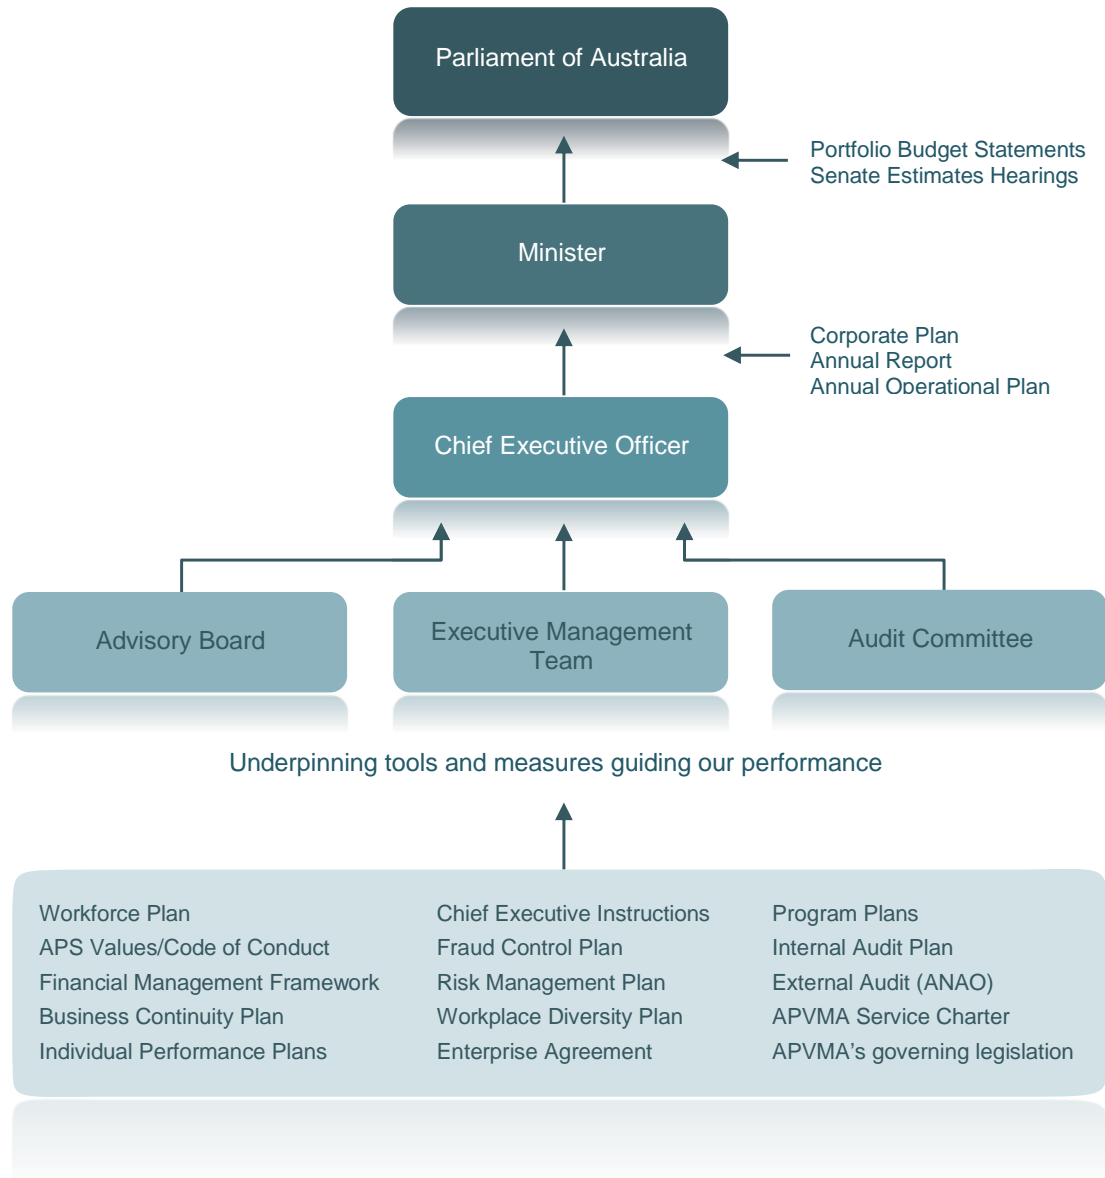 Parliament of Australia
Portfolio Budget Statements
Senate Estimates Hearings
Minister
Corporate Plan
Annual Report
Annual Operational Plan
Chief Executive Officer
Advisory Board
Executive Management
Team
Audit Committee
Underpinning tools and measures guiding our performance
Workforce Plan
APS Values/Code of Conduct
Financial Management Framework
Business Continuity Plan
Individual Performance Plans
Chief Executive Instructions
Fraud Control Plan
Risk Management Plan
Workplace Diversity Plan
Enterprise Agreement
Program Plans
Internal Audit Plan
External Audit (ANAO)
APVMA Service Charter
APVMA’s governing legislation